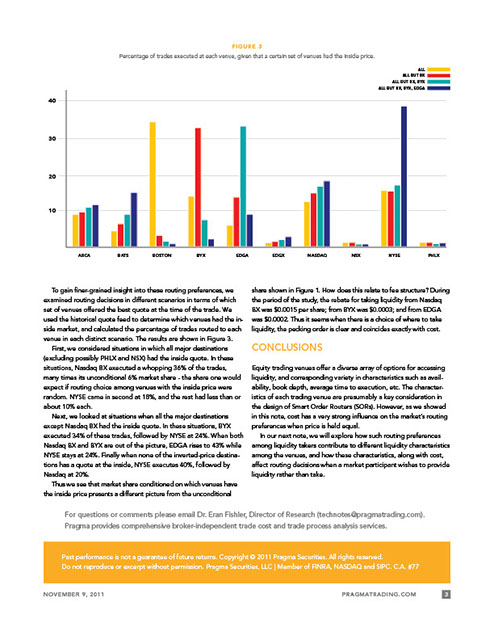 FIGURE 3
Percentage of trades executed at each venue, given that a certain set of venues had the inside price.
ALL
ALL BUT BX
ALL BUT BX, BYX
ALL BUT BX, BYX, EDGA
40
30
20
10
ARCA BATS BOSTON BYX EDGA EDGX NASDAQ NSX NYSE PHLX
To gain finer-grained insight into these routing preferences, we
examined routing decisions in different scenarios in terms of which
set of venues offered the best quote at the time of the trade. We
used the historical quote feed to determine which venues had the in-
side market, and calculated the percentage of trades routed to each
venue in each distinct scenario. The results are shown in Figure 3.
First, we considered situations in which all major destinations
(excluding possibly PHLX and NSX) had the inside quote. In these
situations, Nasdaq BX executed a whopping 36% of the trades,
many times its unconditional 6% market share - the share one would
expect if routing choice among venues with the inside price were
random. NYSE came in second at 18%, and the rest had less than or
about 10% each.
Next, we looked at situations when all the major destinations
except Nasdaq BX had the inside quote. In these situations, BYX
executed 34% of these trades, followed by NYSE at 24%. When both
Nasdaq BX and BYX are out of the picture, EDGA rises to 43% while
NYSE stays at 24%. Finally when none of the inverted-price destina-
tions has a quote at the inside, NYSE executes 40%, followed by
Nasdaq at 20%.
Thus we see that market share conditioned on which venues have
the inside price presents a different picture from the unconditional
share shown in Figure 1. How does this relate to fee structure? During
the period of the study, the rebate for taking liquidity from Nasdaq
BX was $0.0015 per share; from BYX was $0.0003; and from EDGA
was $0.0002. Thus it seems when there is a choice of where to take
liquidity, the pecking order is clear and coincides exactly with cost.
CONCLUSIONS
Equity trading venues offer a diverse array of options for accessing
liquidity, and corresponding variety in characteristics such as avail-
ability, book depth, average time to execution, etc. The character-
istics of each trading venue are presumably a key consideration in
the design of Smart Order Routers (SORs). However, as we showed
in this note, cost has a very strong influence on the market's routing
preferences when price is held equal.
In our next note, we will explore how such routing preferences
among liquidity takers contribute to different liquidity characteristics
among the venues, and how these characteristics, along with cost,
affect routing decisions when a market participant wishes to provide
liquidity rather than take.
For questions or comments please email Dr. Eran Fishler, Director of Research (technotes@pragmatrading.com).
Pragma provides comprehensive broker-independent trade cost and trade process analysis services.
Past performance is not a guarantee of future returns. Copyright © 2011 Pragma Securities. All rights reserved.
Do not reproduce or excerpt without permission. Pragma Securities, LLC | Member of FINRA, NASDAQ and SIPC. C.A. #77
NOVEMBER 9, 2011 PRAGMATRADING.COM 3